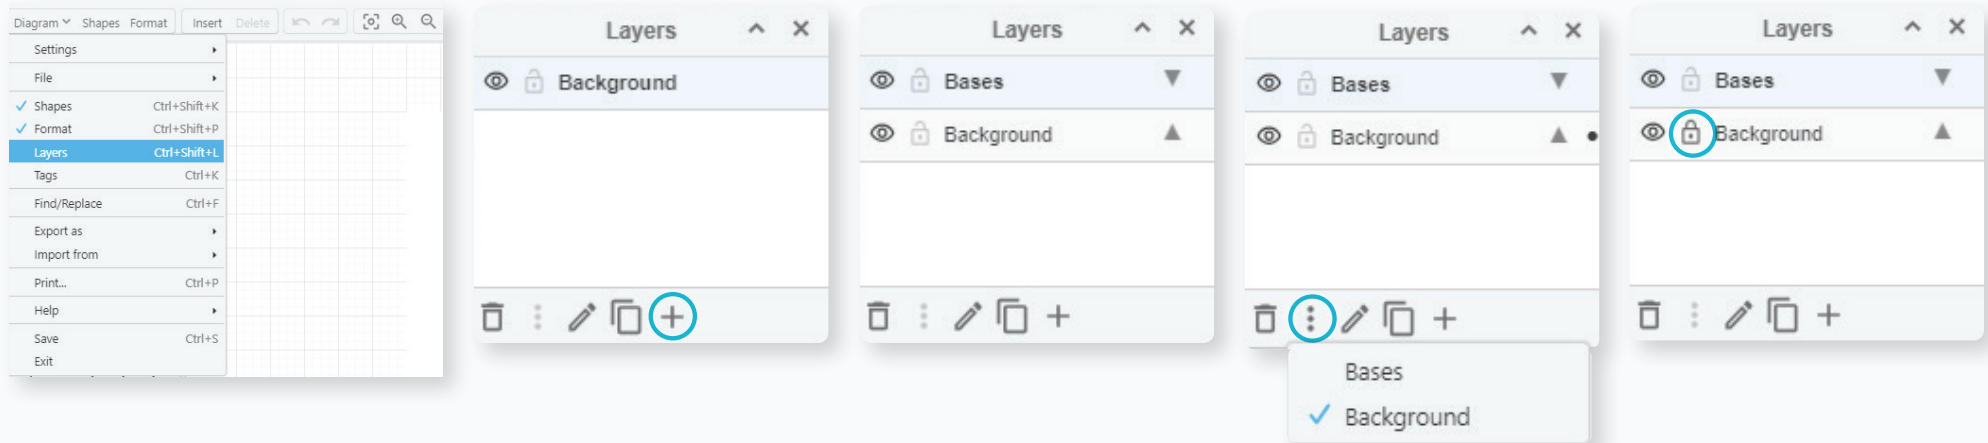 Diagram Shapes Format Insert Delete
Settings
File
Shapes Ctrl+Shift+K
Format Ctrl+Shift+P
Layers Ctrl+Shift+L
Tags Ctrl+K
Find/Replace Ctrl+F
Export as
Import from
Print... Ctrl+P
Help
Save Ctrl+S
Exit
Layers
Background
Layers
Bases
Background
Layers
Bases
Background
Bases
Background
Layers
Bases
Background